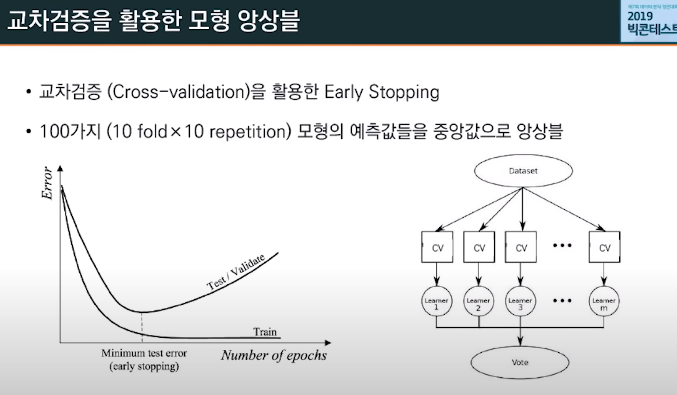 교차검증을 활용한 모형 앙상블
2019
빅콘테스트
• 교차검증 (Cross-validation)을 활용한 Early Stopping
• 100가지 (10 fold×10 repetition) 모형의 예측값들을 중앙값으로 앙상블
Error
Test / Validate
Train
Minimum test error
(early stopping)
Number of epochs
Dataset
CV CV CV ••• CV
Learner 1
Learner 2
Learner 3
•••
Learner m
Vote